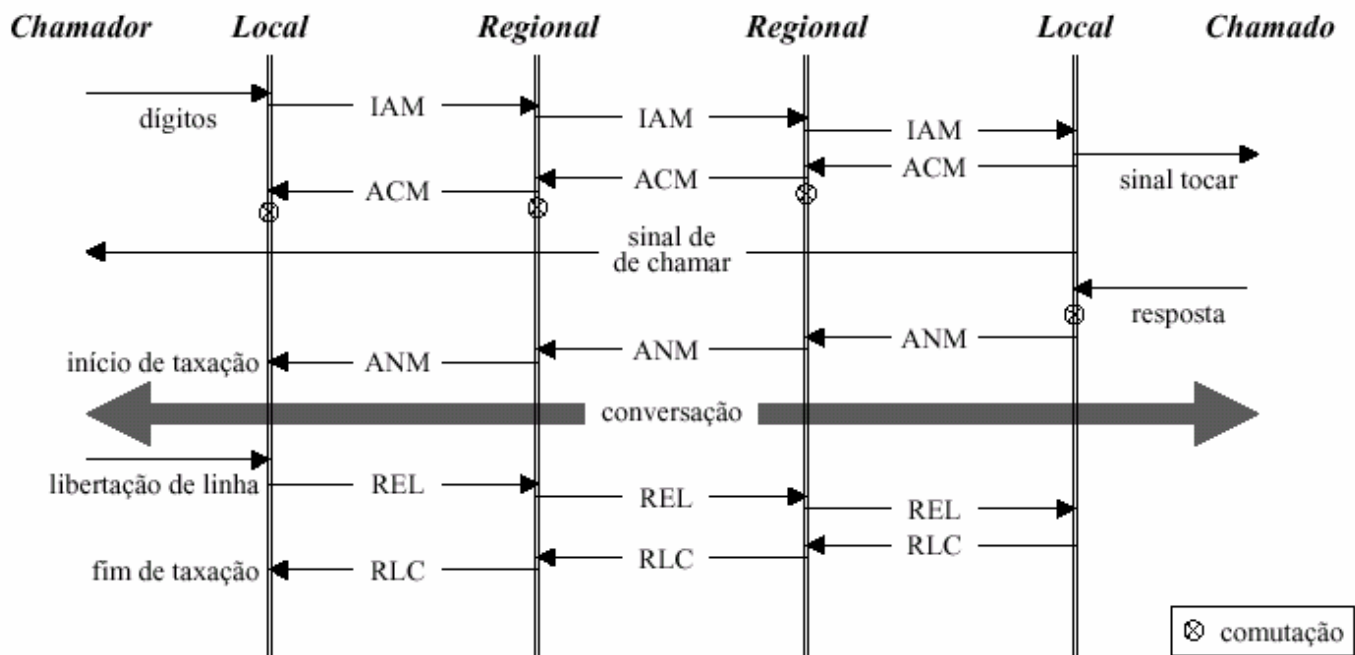 Chamador Local Regional Regional Local Chamado
dígitos
IAM
IAM
IAM
ACM
ACM
ACM
sinal tocar
sinal de
de chamar
resposta
início de taxação
ANM
ANM
ANM
conversação
libertação de linha
REL
REL
REL
fim de taxação
RLC
RLC
RLC
comutação